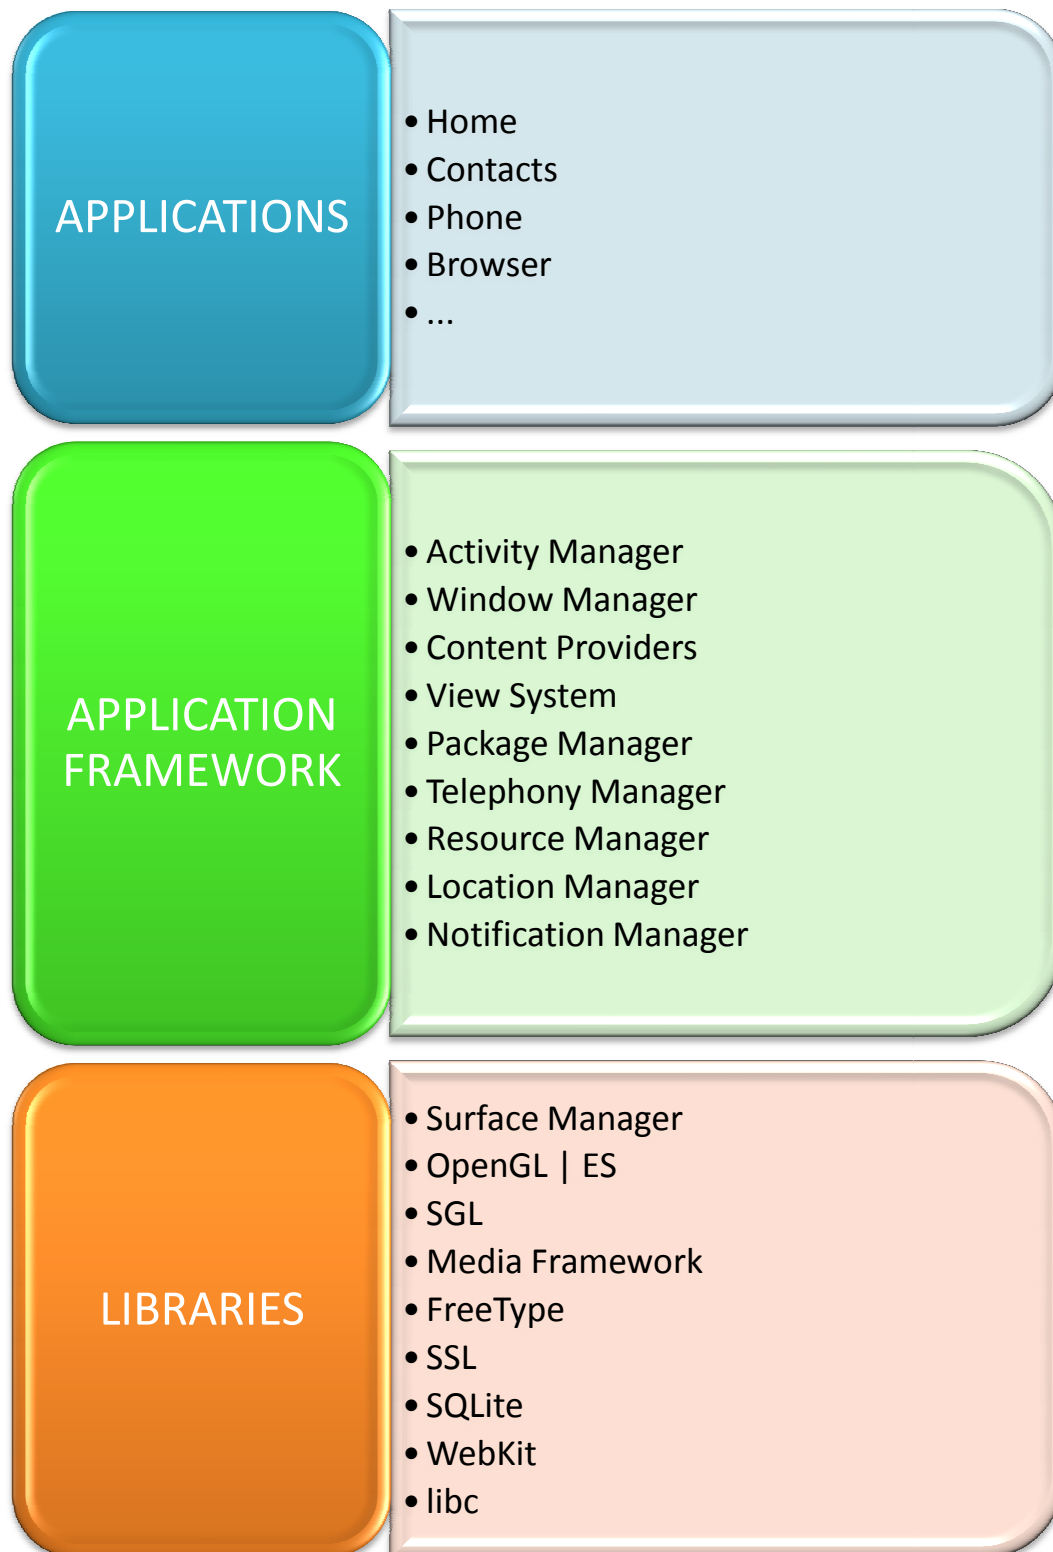 APPLICATIONS
• Home
• Contacts
• Phone
• Browser
• ...
APPLICATION
FRAMEWORK
• Activity Manager
• Window Manager
• Content Providers
• View System
• Package Manager
• Telephony Manager
• Resource Manager
• Location Manager
• Notification Manager
LIBRARIES
• Surface Manager
• OpenGL | ES
• SGL
• Media Framework
• FreeType
• SSL
• SQLite
• WebKit
• libc